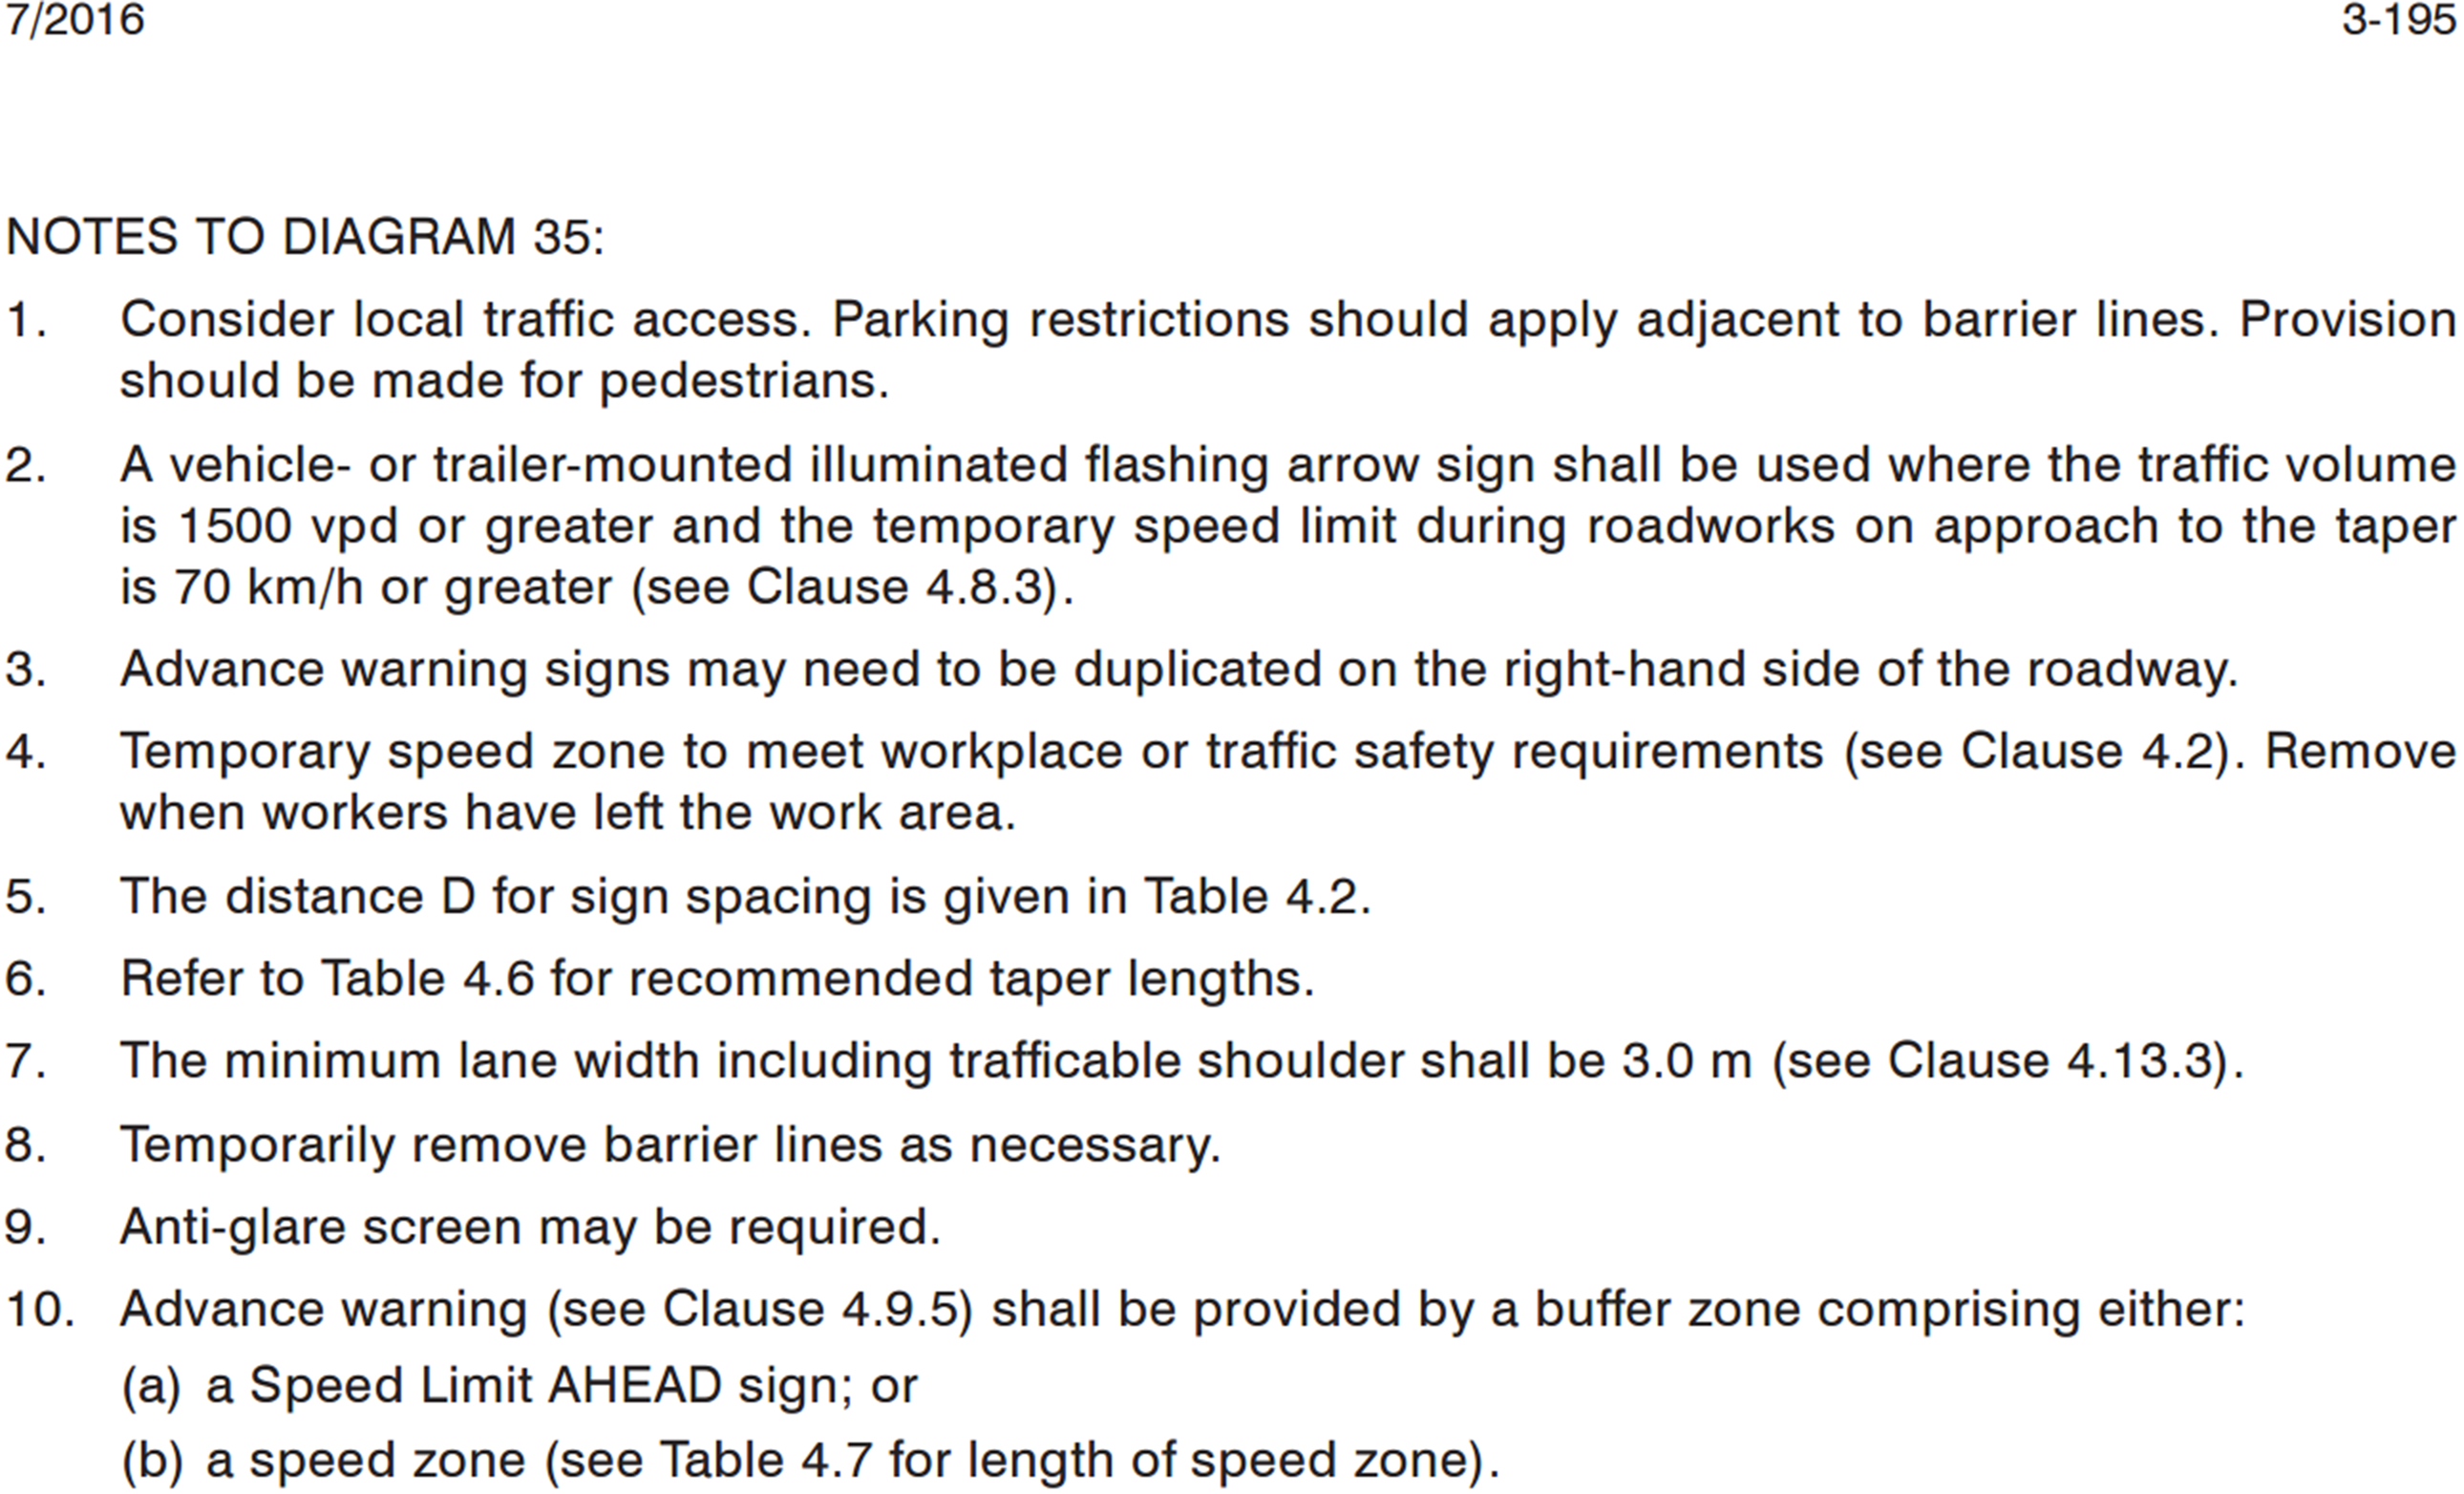 7/2016 3-195
NOTES TO DIAGRAM 35:
1. Consider local traffic access. Parking restrictions should apply adjacent to barrier lines. Provision
should be made for pedestrians.
2. A vehicle- or trailer-mounted illuminated flashing arrow sign shall be used where the traffic volume
is 1500 vpd or greater and the temporary speed limit during roadworks on approach to the taper
is 70 km/h or greater (see Clause 4.8.3).
3. Advance warning signs may need to be duplicated on the right-hand side of the roadway.
4. Temporary speed zone to meet workplace or traffic safety requirements (see Clause 4.2). Remove
when workers have left the work area.
5. The distance D for sign spacing is given in Table 4.2.
6. Refer to Table 4.6 for recommended taper lengths.
7. The minimum lane width including trafficable shoulder shall be 3.0 m (see Clause 4.13.3).
8. Temporarily remove barrier lines as necessary.
9. Anti-glare screen may be required.
10. Advance warning (see Clause 4.9.5) shall be provided by a buffer zone comprising either:
(a) a Speed Limit AHEAD sign; or
(b) a speed zone (see Table 4.7 for length of speed zone).